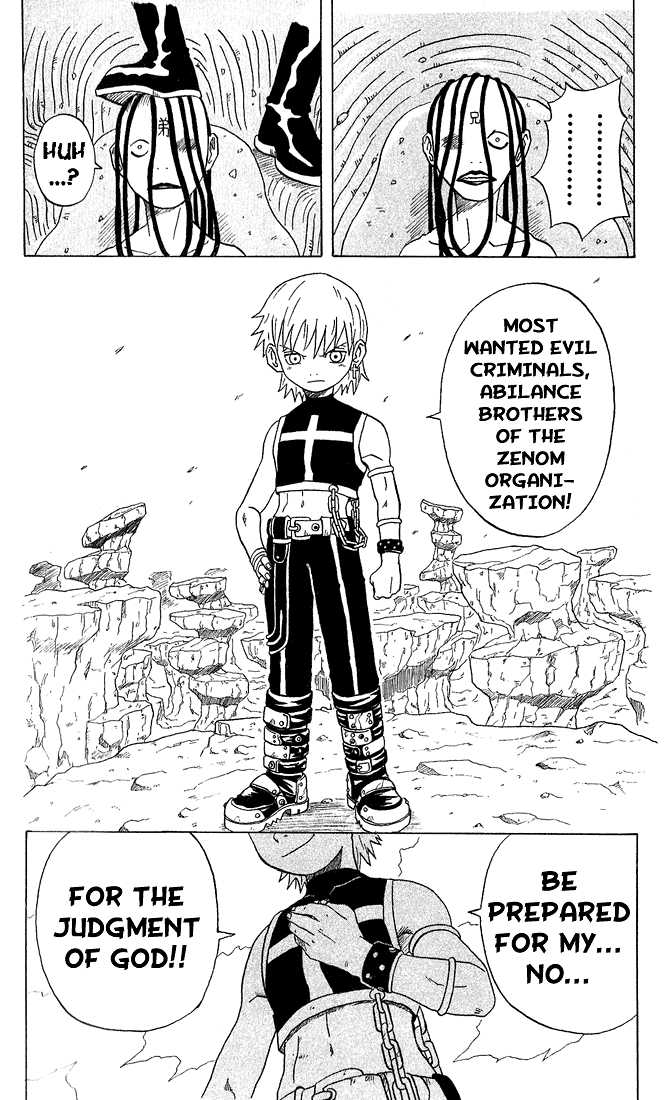 兄
………
弟
HUH
...?
MOST
WANTED EVIL
CRIMINALS,
ABILANCE
BROTHERS
OF THE
ZENOM
ORGANI-
ZATION!
BE
PREPARED
FOR MY...
NO...
FOR THE
JUDGMENT
OF GOD!!